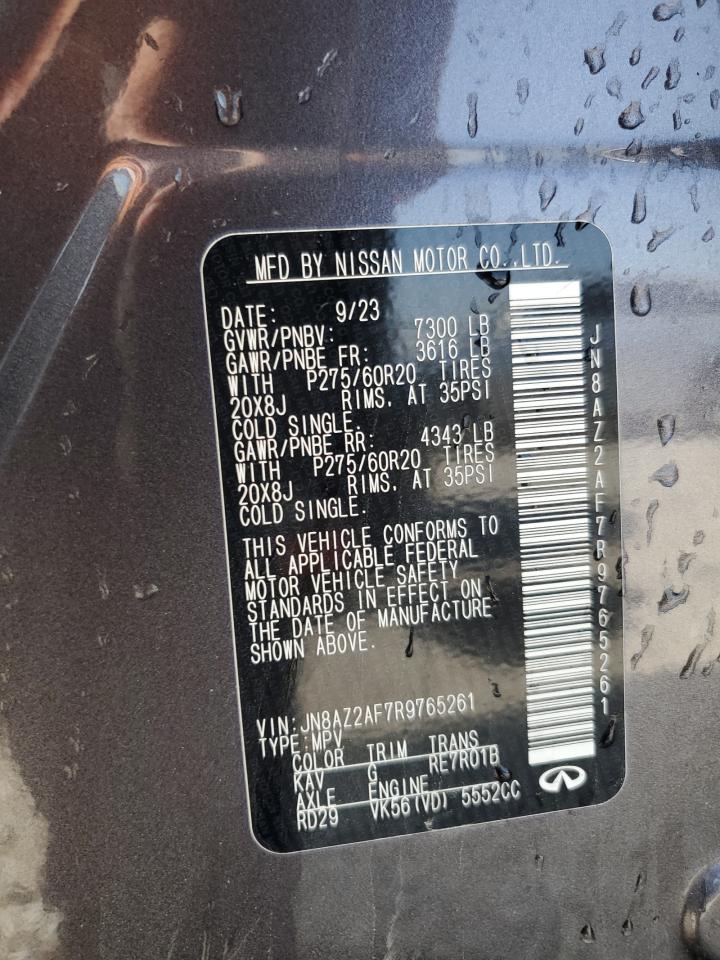 MFD BY NISSAN MOTOR CO.,LTD.
DATE: 9/23
GVWR/PNBV: 7300 LB
GAWR/PNBE FR: 3616 LB
WITH P275/60R20 TIRES
20X8J RIMS, AT 35PSI
COLD SINGLE.
GAWR/PNBE RR: 4343 LB
WITH P275/60R20 TIRES
20X8J RIMS, AT 35PSI
COLD SINGLE.
THIS VEHICLE CONFORMS TO
ALL APPLICABLE FEDERAL
MOTOR VEHICLE SAFETY
STANDARDS IN EFFECT ON
THE DATE OF MANUFACTURE
SHOWN ABOVE.
VIN:JN8AZ2AF7R9765261
TYPE:MPV
COLOR TRIM TRANS
KAV G RE7R01B
AXLE ENGINE
RD29 VK56(VD) 5552CC
JN8AZ2AF7R9765261